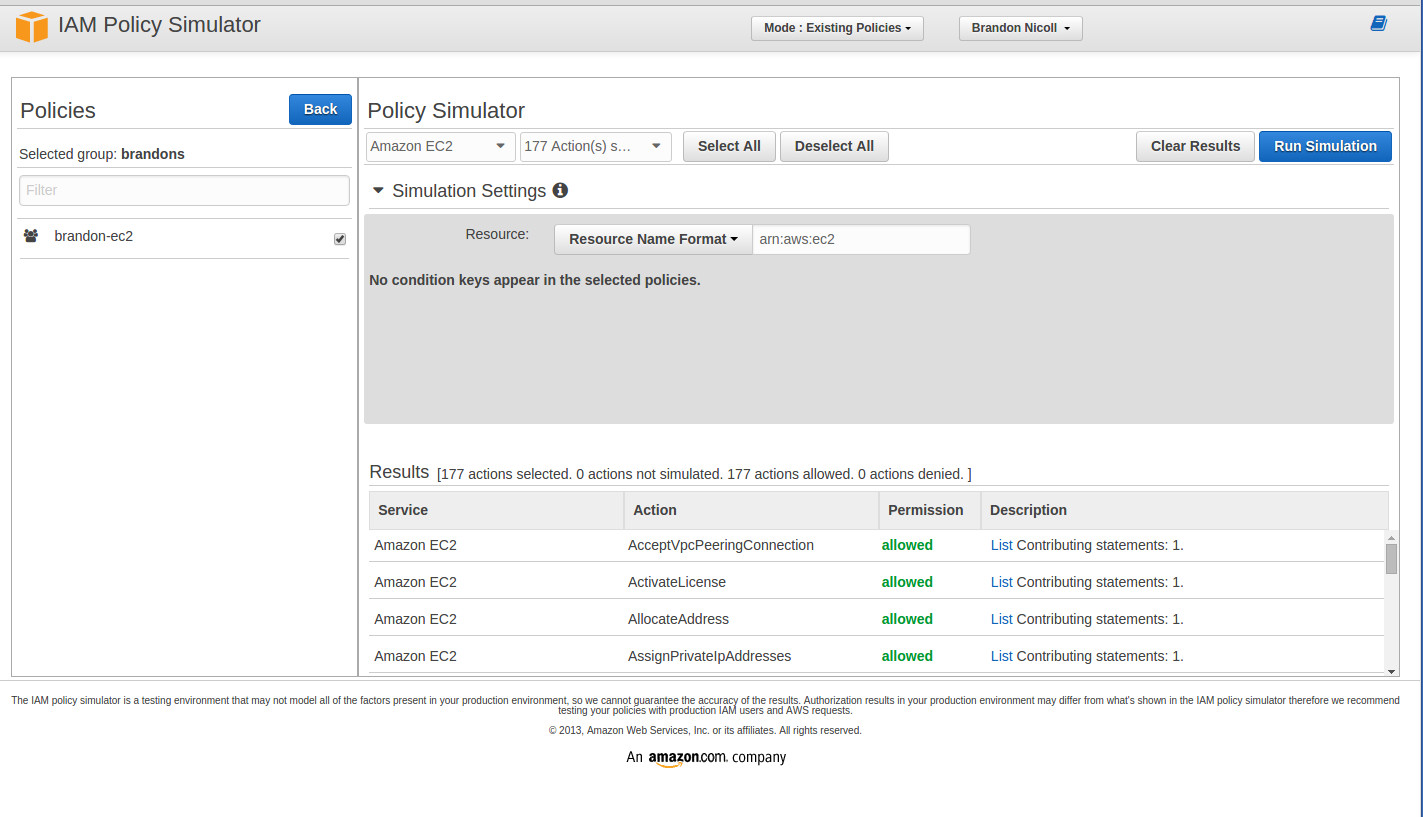 IAM Policy Simulator
Mode : Existing Policies
Brandon Nicoll
Policies
Back
Selected group: brandons
Filter
brandon-ec2
Policy Simulator
Amazon EC2
177 Action(s) s...
Select All
Deselect All
Clear Results
Run Simulation
Simulation Settings
Resource:
Resource Name Format
arn:aws:ec2
No condition keys appear in the selected policies.
Results [177 actions selected. 0 actions not simulated. 177 actions allowed. 0 actions denied. ]
Service Action Permission Description
Amazon EC2 AcceptVpcPeeringConnection allowed List Contributing statements: 1.
Amazon EC2 ActivateLicense allowed List Contributing statements: 1.
Amazon EC2 AllocateAddress allowed List Contributing statements: 1.
Amazon EC2 AssignPrivateIpAddresses allowed List Contributing statements: 1.
The IAM policy simulator is a testing environment that may not model all of the factors present in your production environment, so we cannot guarantee the accuracy of the results. Authorization results in your production environment may differ from what's shown in the IAM policy simulator therefore we recommend
testing your policies with production IAM users and AWS requests.
© 2013, Amazon Web Services, Inc. or its affiliates. All rights reserved.
An amazon.com company